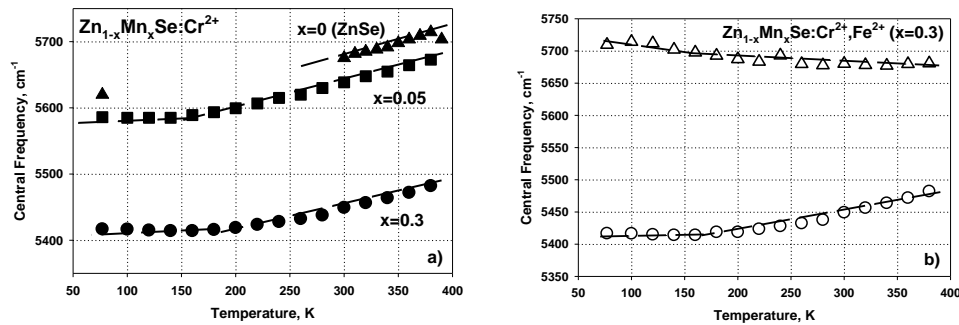 Zn₁₋ₓMnₓSe:Cr²⁺
x=0 (ZnSe)
x=0.05
x=0.3
a)
Central Frequency, cm⁻¹
5700
5600
5500
5400
5300
50 100 150 200 250 300 350 400
Temperature, K
Zn₁₋ₓMnₓSe:Cr²⁺,Fe²⁺ (x=0.3)
b)
Central Frequency, cm⁻¹
5750
5700
5650
5600
5550
5500
5450
5400
5350
50 100 150 200 250 300 350 400
Temperature, K